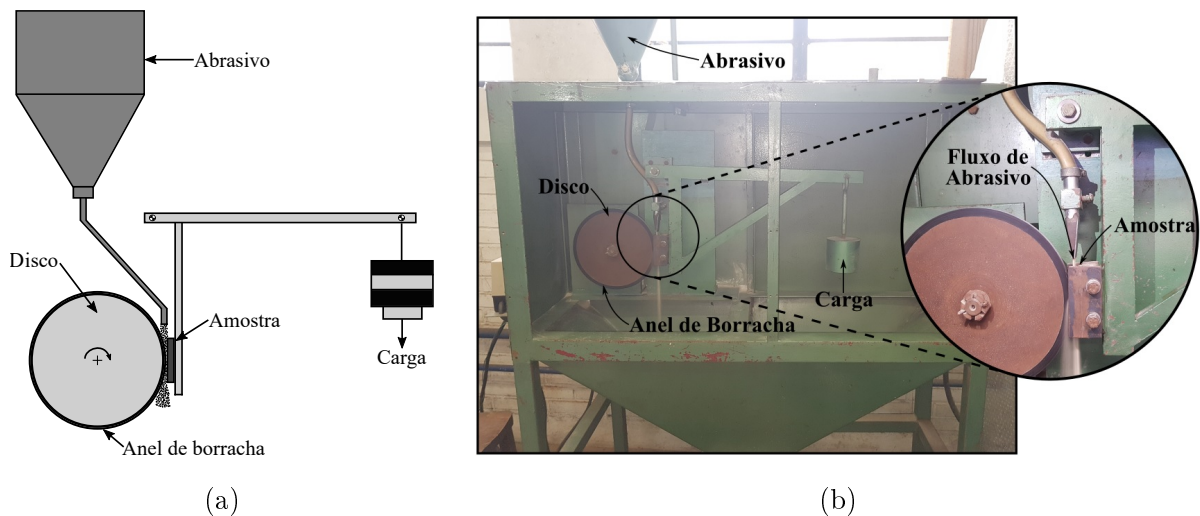 Abrasivo
Disco
Amostra
Carga
Anel de borracha
(a)
Abrasivo
Disco
Carga
Anel de Borracha
Fluxo de
Abrasivo
Amostra
(b)